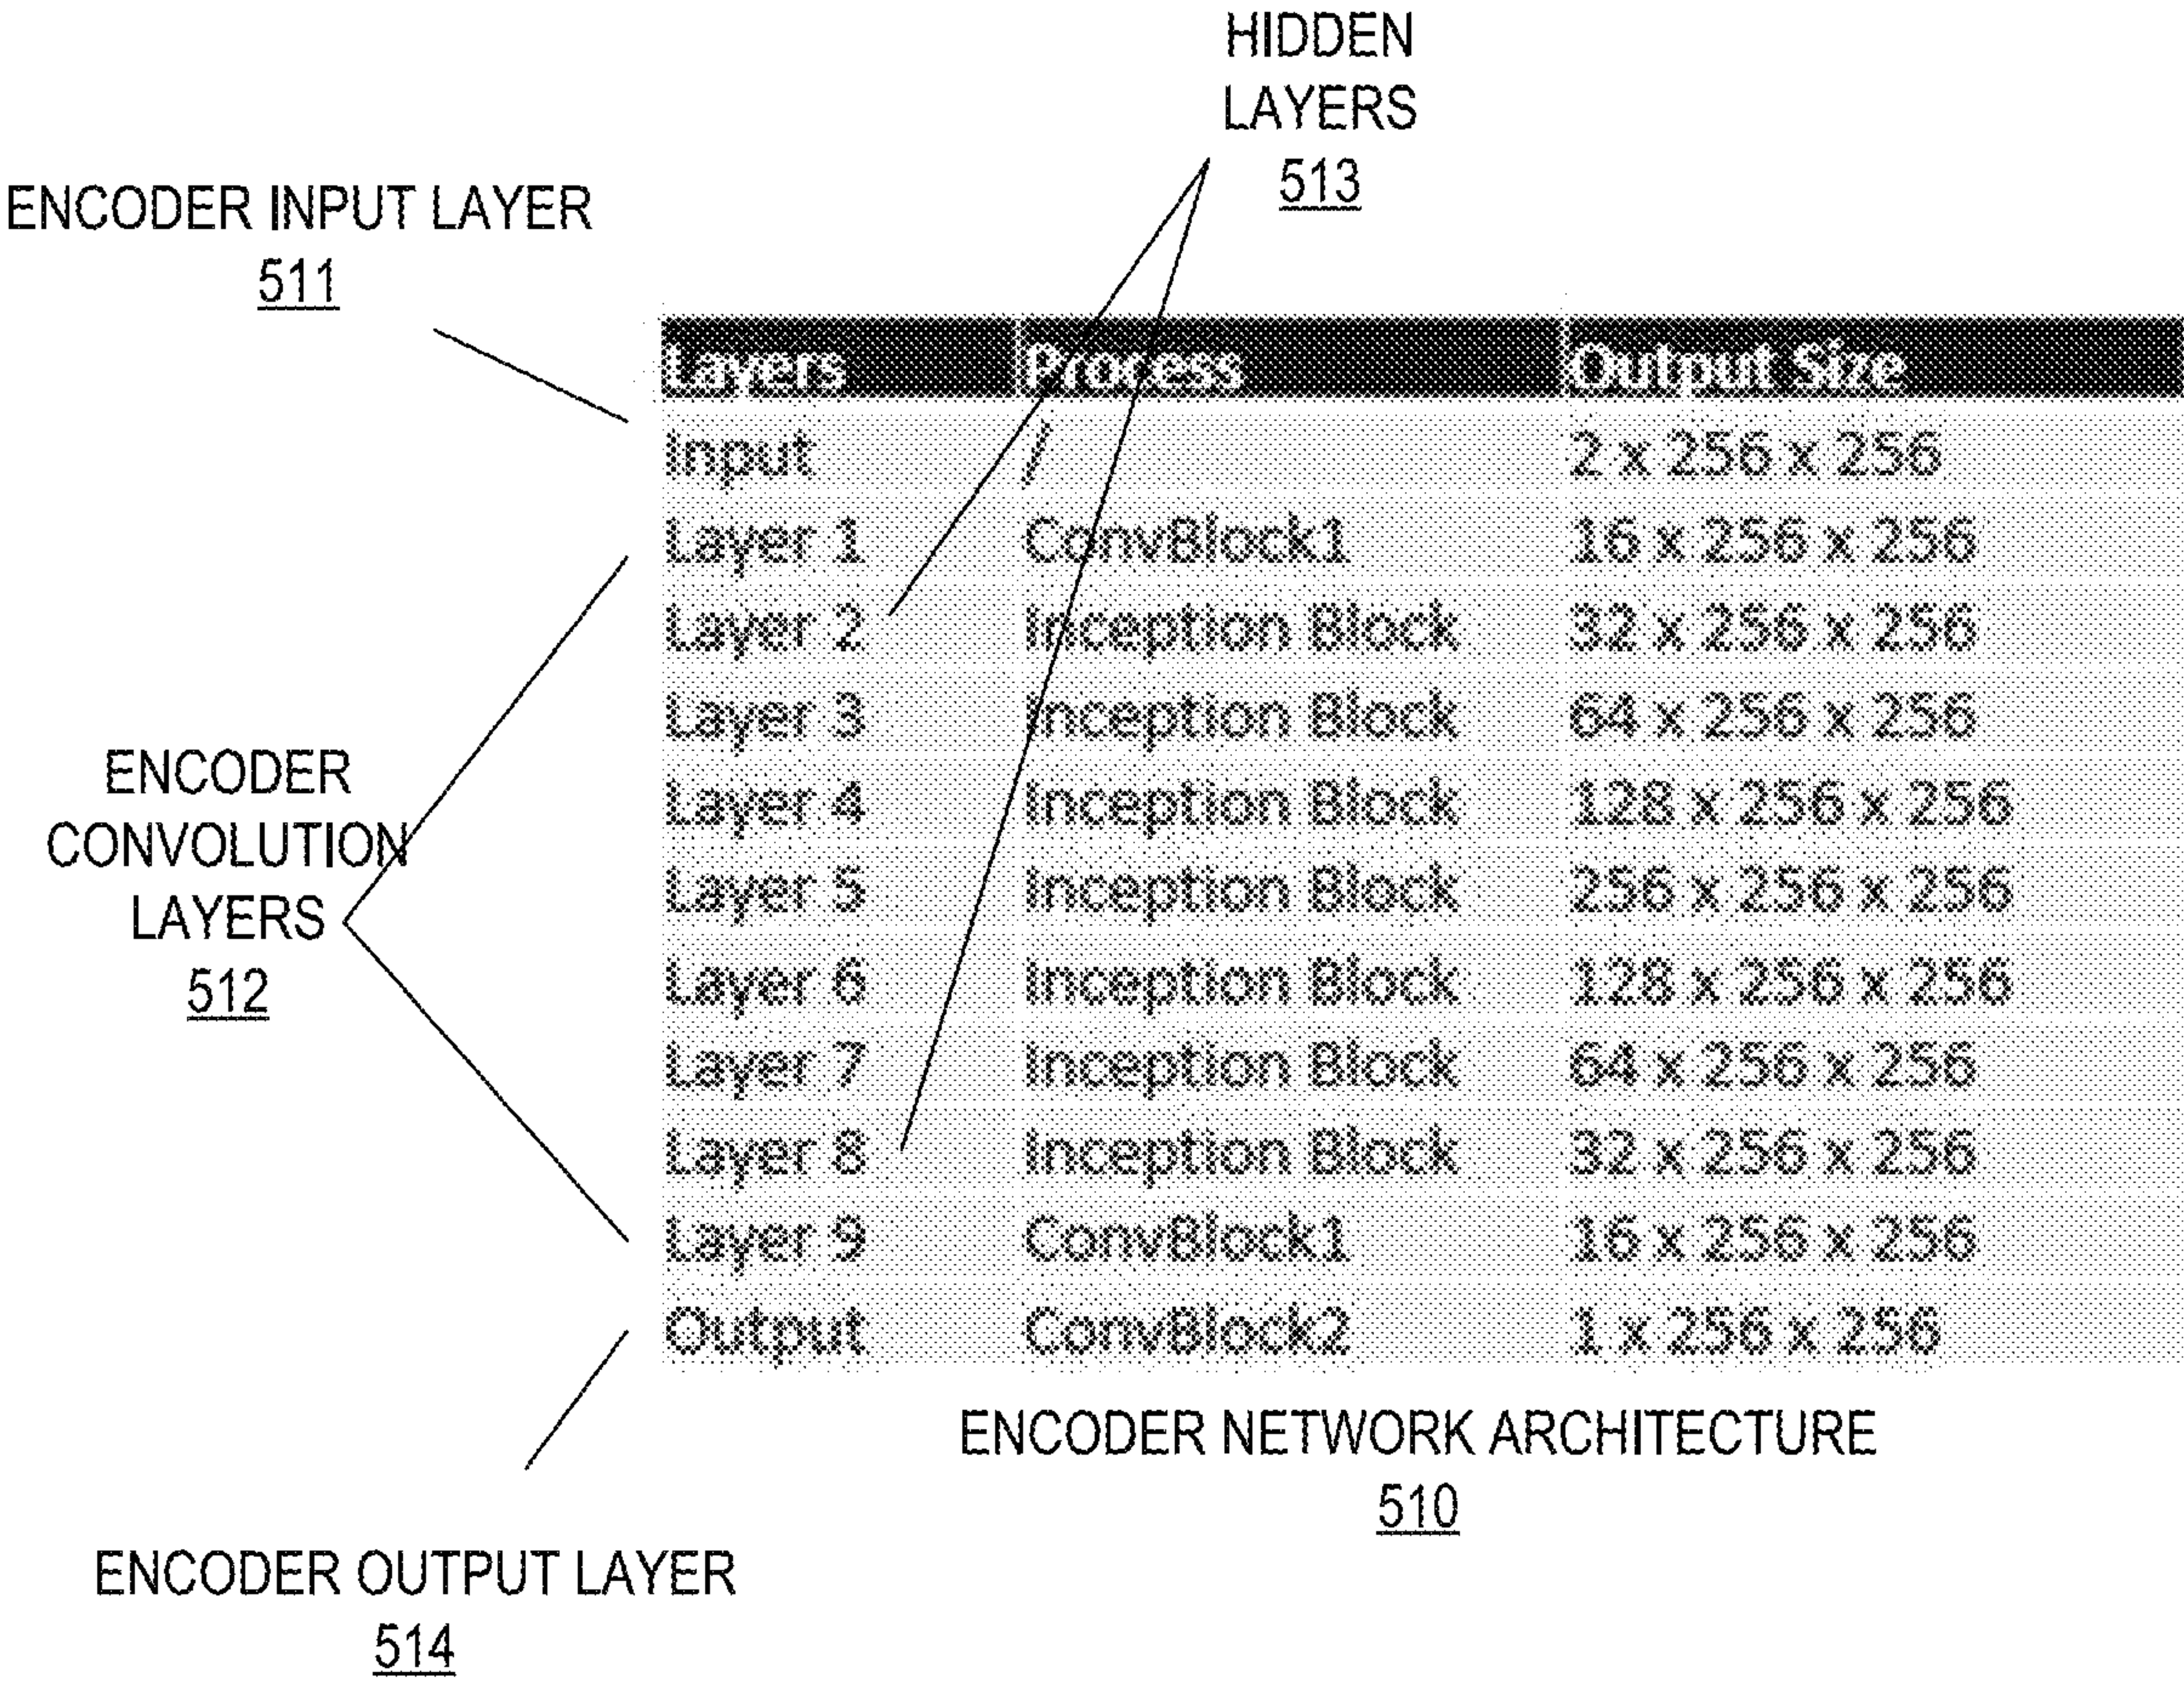 HIDDEN
LAYERS
513
ENCODER INPUT LAYER
511
Layers Process Output Size
Input / 2 x 256 x 256
Layer 1 ConvBlock1 16 x 256 x 256
Layer 2 Inception Block 32 x 256 x 256
Layer 3 Inception Block 64 x 256 x 256
Layer 4 Inception Block 128 x 256 x 256
Layer 5 Inception Block 256 x 256 x 256
Layer 6 Inception Block 128 x 256 x 256
Layer 7 Inception Block 64 x 256 x 256
Layer 8 Inception Block 32 x 256 x 256
Layer 9 ConvBlock1 16 x 256 x 256
Output ConvBlock2 1 x 256 x 256
ENCODER
CONVOLUTION
LAYERS
512
ENCODER NETWORK ARCHITECTURE
510
ENCODER OUTPUT LAYER
514